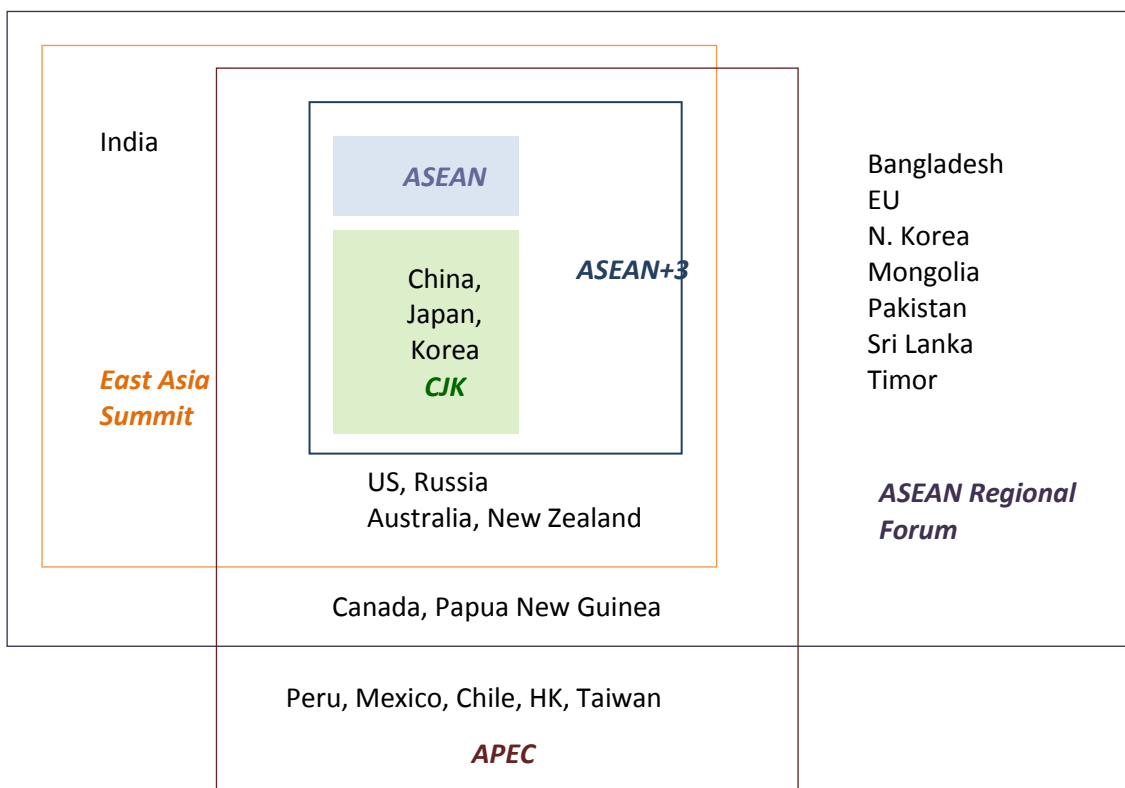 India
ASEAN
ASEAN+3
China,
Japan,
Korea
CJK
East Asia
Summit
US, Russia
Australia, New Zealand
Canada, Papua New Guinea
Peru, Mexico, Chile, HK, Taiwan
APEC
Bangladesh
EU
N. Korea
Mongolia
Pakistan
Sri Lanka
Timor
ASEAN Regional
Forum